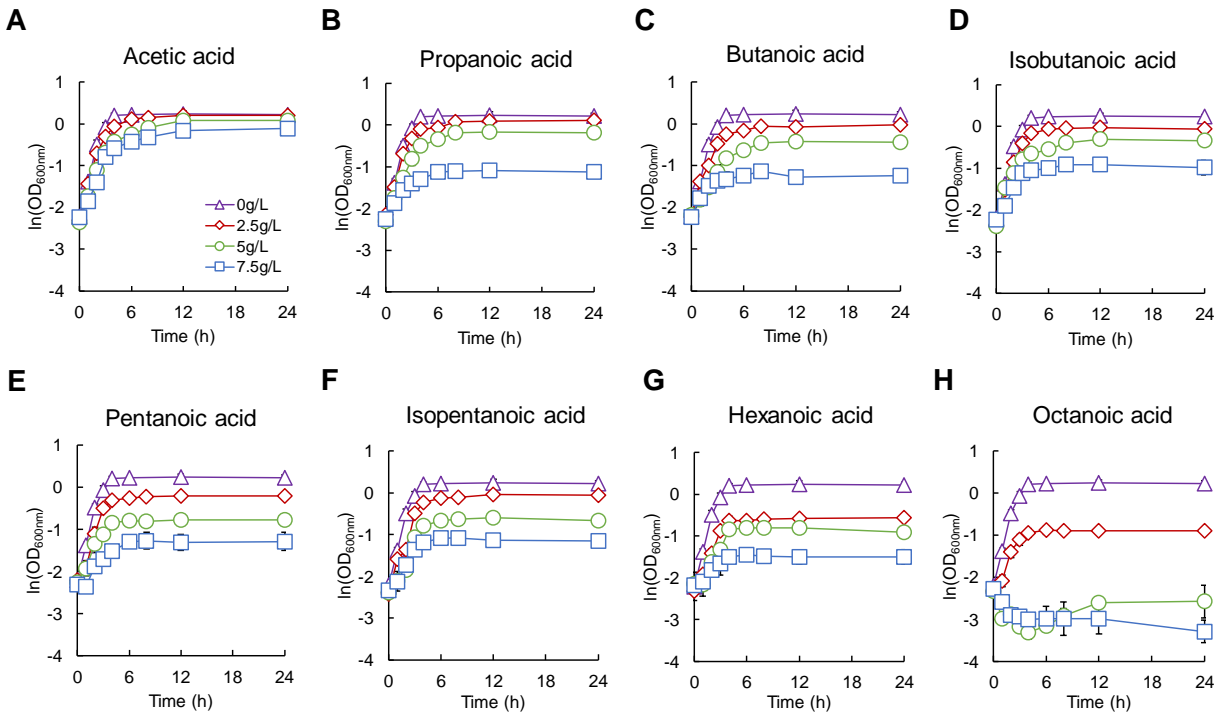 A
Acetic acid
ln(OD600nm)
1
0
-1
-2
-3
-4
0g/L
2.5g/L
5g/L
7.5g/L
0 6 12 18 24
Time (h)
B
Propanoic acid
ln(OD600nm)
1
0
-1
-2
-3
-4
0 6 12 18 24
Time (h)
C
Butanoic acid
ln(OD600nm)
1
0
-1
-2
-3
-4
0 6 12 18 24
Time (h)
D
Isobutanoic acid
ln(OD600nm)
1
0
-1
-2
-3
-4
0 6 12 18 24
Time (h)
E
Pentanoic acid
ln(OD600nm)
1
0
-1
-2
-3
-4
0 6 12 18 24
Time (h)
F
Isopentanoic acid
ln(OD600nm)
1
0
-1
-2
-3
-4
0 6 12 18 24
Time (h)
G
Hexanoic acid
ln(OD600nm)
1
0
-1
-2
-3
-4
0 6 12 18 24
Time (h)
H
Octanoic acid
ln(OD600nm)
1
0
-1
-2
-3
-4
0 6 12 18 24
Time (h)